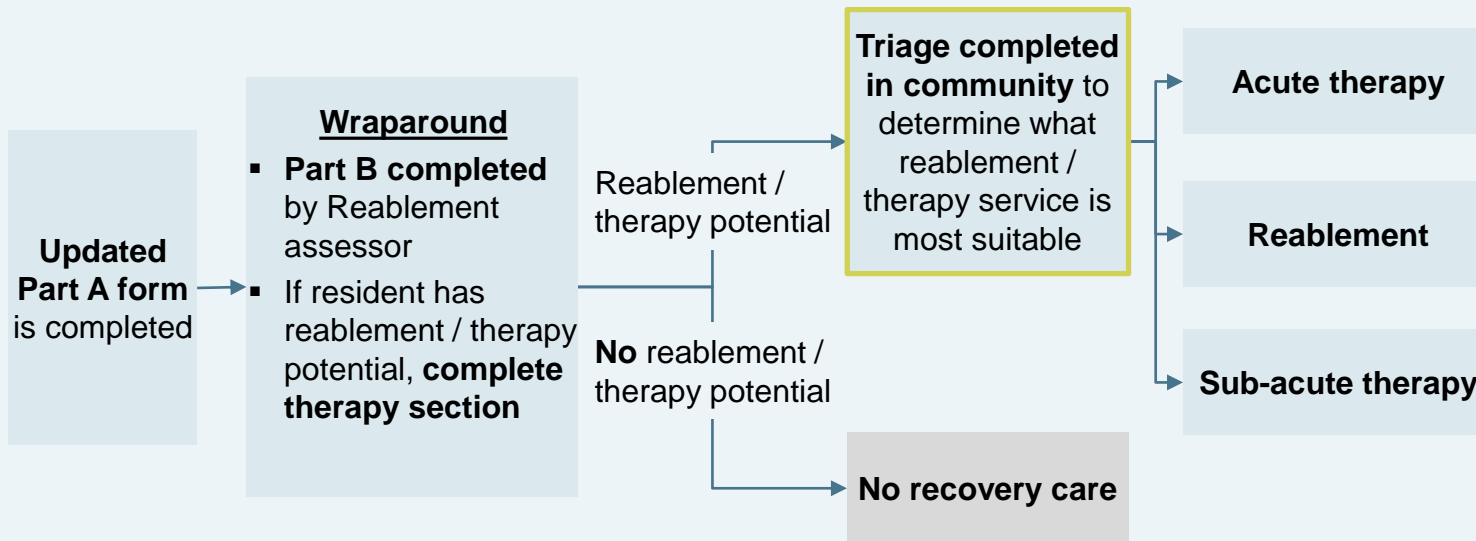 Updated
Part A form
is completed
Wraparound
▪ Part B completed
by Reablement
assessor
▪ If resident has
reablement / therapy
potential, complete
therapy section
Reablement /
therapy potential
No reablement /
therapy potential
Triage completed
in community to
determine what
reablement /
therapy service is
most suitable
No recovery care
Acute therapy
Reablement
Sub-acute therapy